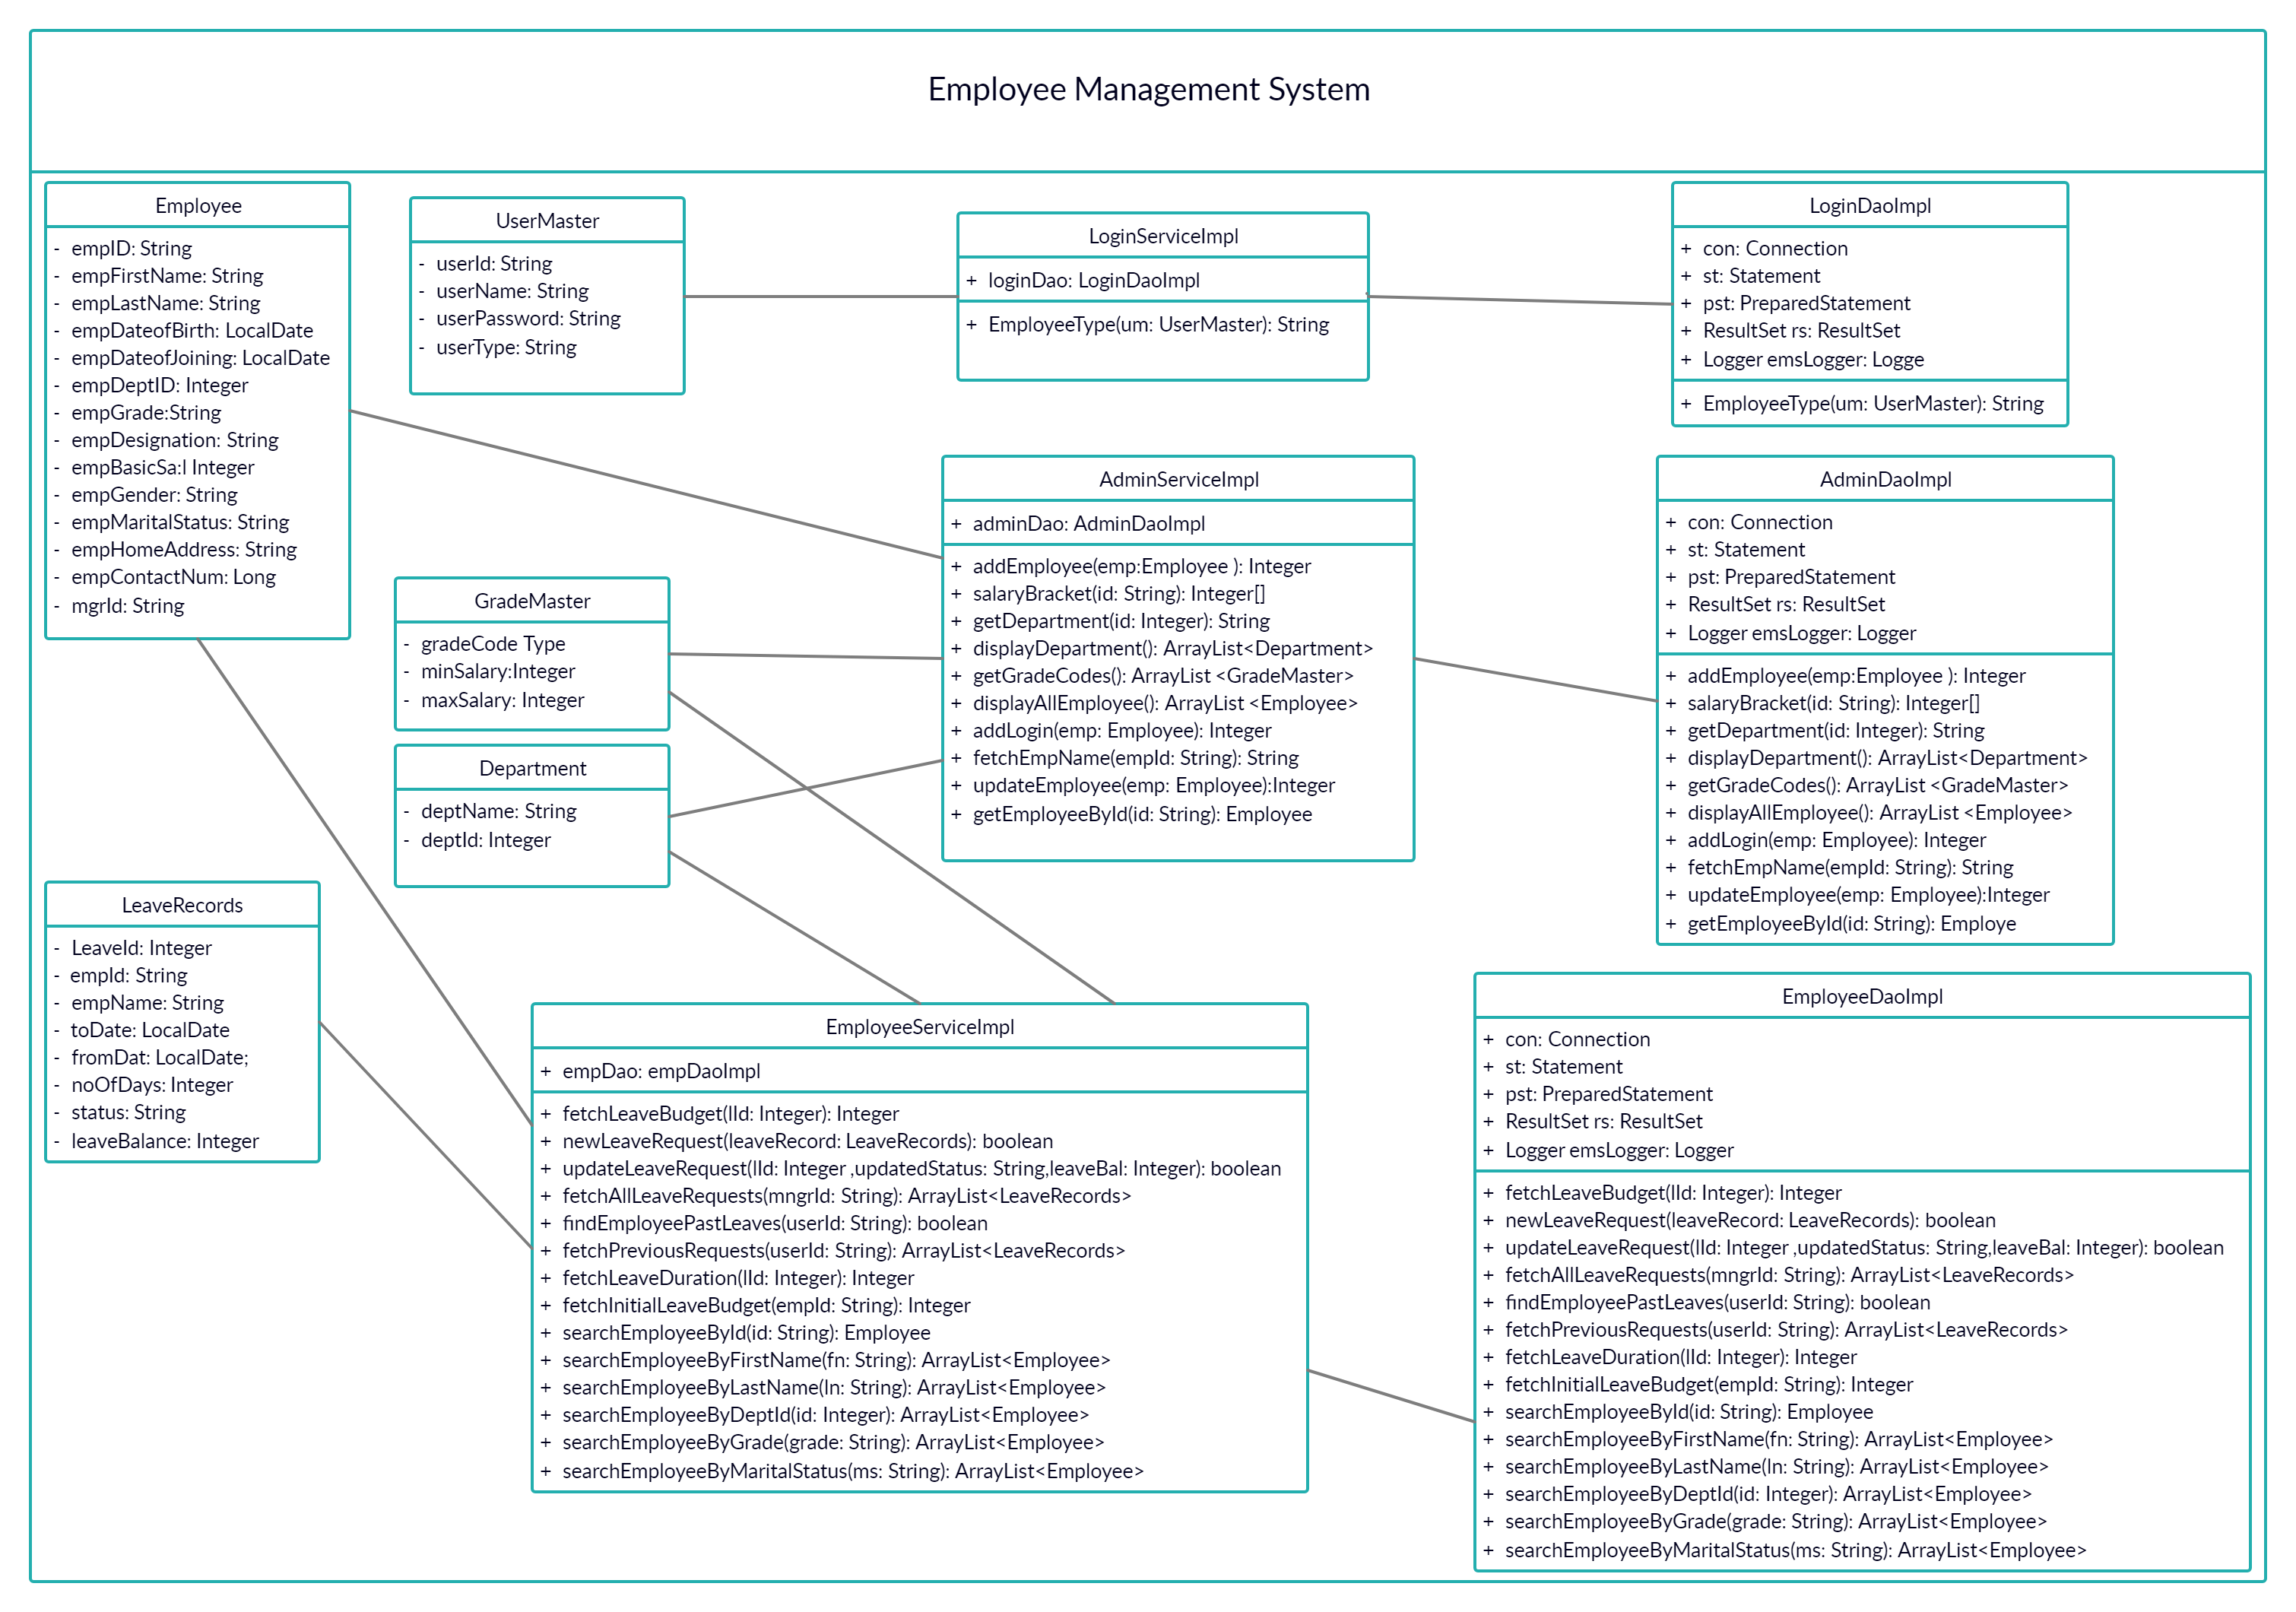 Employee Management System
Employee
- empID: String
- empFirstName: String
- empLastName: String
- empDateofBirth: LocalDate
- empDateofJoining: LocalDate
- empDeptID: Integer
- empGrade:String
- empDesignation: String
- empBasicSa:l Integer
- empGender: String
- empMaritalStatus: String
- empHomeAddress: String
- empContactNum: Long
- mgrId: String
UserMaster
- userId: String
- userName: String
- userPassword: String
- userType: String
LoginServiceImpl
+ loginDao: LoginDaoImpl
+ EmployeeType(um: UserMaster): String
LoginDaoImpl
+ con: Connection
+ st: Statement
+ pst: PreparedStatement
+ ResultSet rs: ResultSet
+ Logger emsLogger: Logge
+ EmployeeType(um: UserMaster): String
GradeMaster
- gradeCode Type
- minSalary:Integer
- maxSalary: Integer
Department
- deptName: String
- deptId: Integer
AdminServiceImpl
+ adminDao: AdminDaoImpl
+ addEmployee(emp:Employee ): Integer
+ salaryBracket(id: String): Integer[]
+ getDepartment(id: Integer): String
+ displayDepartment(): ArrayList<Department>
+ getGradeCodes(): ArrayList <GradeMaster>
+ displayAllEmployee(): ArrayList <Employee>
+ addLogin(emp: Employee): Integer
+ fetchEmpName(empId: String): String
+ updateEmployee(emp: Employee):Integer
+ getEmployeeById(id: String): Employee
AdminDaoImpl
+ con: Connection
+ st: Statement
+ pst: PreparedStatement
+ ResultSet rs: ResultSet
+ Logger emsLogger: Logger
+ addEmployee(emp:Employee ): Integer
+ salaryBracket(id: String): Integer[]
+ getDepartment(id: Integer): String
+ displayDepartment(): ArrayList<Department>
+ getGradeCodes(): ArrayList <GradeMaster>
+ displayAllEmployee(): ArrayList <Employee>
+ addLogin(emp: Employee): Integer
+ fetchEmpName(empId: String): String
+ updateEmployee(emp: Employee):Integer
+ getEmployeeById(id: String): Employe
LeaveRecords
- LeaveId: Integer
- empId: String
- empName: String
- toDate: LocalDate
- fromDat: LocalDate;
- noOfDays: Integer
- status: String
- leaveBalance: Integer
EmployeeServiceImpl
+ empDao: empDaoImpl
+ fetchLeaveBudget(lId: Integer): Integer
+ newLeaveRequest(leaveRecord: LeaveRecords): boolean
+ updateLeaveRequest(lId: Integer ,updatedStatus: String,leaveBal: Integer): boolean
+ fetchAllLeaveRequests(mngrId: String): ArrayList<LeaveRecords>
+ findEmployeePastLeaves(userId: String): boolean
+ fetchPreviousRequests(userId: String): ArrayList<LeaveRecords>
+ fetchLeaveDuration(lId: Integer): Integer
+ fetchInitialLeaveBudget(empId: String): Integer
+ searchEmployeeById(id: String): Employee
+ searchEmployeeByFirstName(fn: String): ArrayList<Employee>
+ searchEmployeeByLastName(ln: String): ArrayList<Employee>
+ searchEmployeeByDeptId(id: Integer): ArrayList<Employee>
+ searchEmployeeByGrade(grade: String): ArrayList<Employee>
+ searchEmployeeByMaritalStatus(ms: String): ArrayList<Employee>
EmployeeDaoImpl
+ con: Connection
+ st: Statement
+ pst: PreparedStatement
+ ResultSet rs: ResultSet
+ Logger emsLogger: Logger
+ fetchLeaveBudget(lId: Integer): Integer
+ newLeaveRequest(leaveRecord: LeaveRecords): boolean
+ updateLeaveRequest(lId: Integer ,updatedStatus: String,leaveBal: Integer): boolean
+ fetchAllLeaveRequests(mngrId: String): ArrayList<LeaveRecords>
+ findEmployeePastLeaves(userId: String): boolean
+ fetchPreviousRequests(userId: String): ArrayList<LeaveRecords>
+ fetchLeaveDuration(lId: Integer): Integer
+ fetchInitialLeaveBudget(empId: String): Integer
+ searchEmployeeById(id: String): Employee
+ searchEmployeeByFirstName(fn: String): ArrayList<Employee>
+ searchEmployeeByLastName(ln: String): ArrayList<Employee>
+ searchEmployeeByDeptId(id: Integer): ArrayList<Employee>
+ searchEmployeeByGrade(grade: String): ArrayList<Employee>
+ searchEmployeeByMaritalStatus(ms: String): ArrayList<Employee>